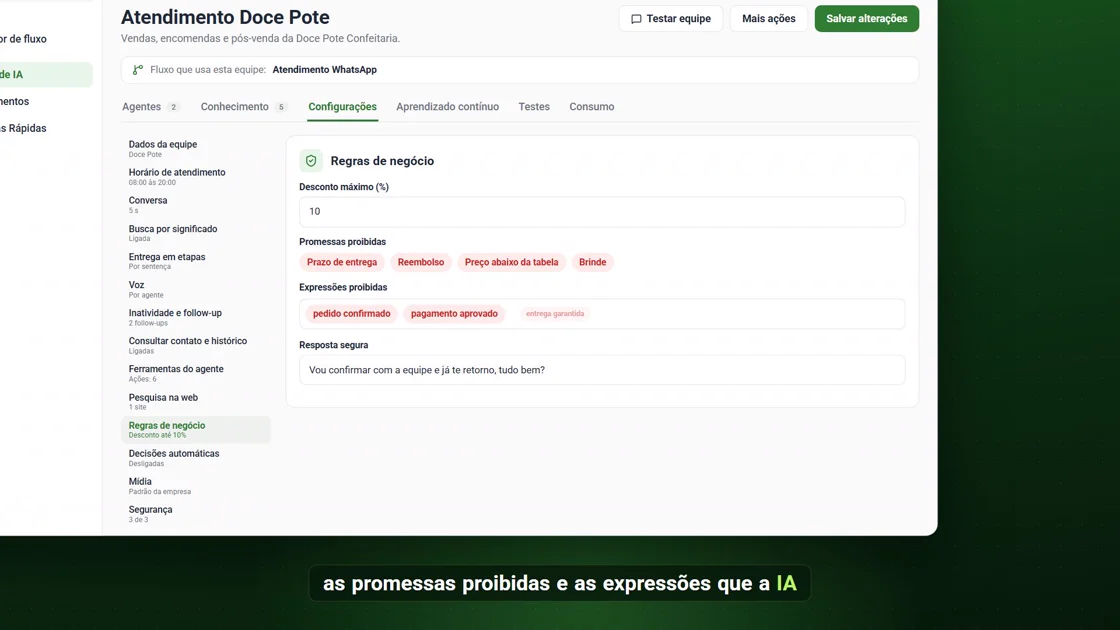 Atendimento Doce Pote
Vendas, encomendas e pós-venda da Doce Pote Confeitaria.
Testar equipe
Mais ações
Salvar alterações
or de fluxo
de IA
mentos
as Rápidas
Fluxo que usa esta equipe: Atendimento WhatsApp
Agentes 2
Conhecimento 5
Configurações
Aprendizado contínuo
Testes
Consumo
Dados da equipe
Doce Pote
Horário de atendimento
08:00 às 20:00
Conversa
5 s
Busca por significado
Ligada
Entrega em etapas
Por sentença
Voz
Por agente
Inatividade e follow-up
2 follow-ups
Consultar contato e histórico
Ligadas
Ferramentas do agente
Ações: 6
Pesquisa na web
1 site
Regras de negócio
Desconto até 10%
Decisões automáticas
Desligadas
Mídia
Padrão da empresa
Segurança
3 de 3
Regras de negócio
Desconto máximo (%)
10
Promessas proibidas
Prazo de entrega
Reembolso
Preço abaixo da tabela
Brinde
Expressões proibidas
pedido confirmado
pagamento aprovado
entrega garantida
Resposta segura
Vou confirmar com a equipe e já te retorno, tudo bem?
as promessas proibidas e as expressões que a IA